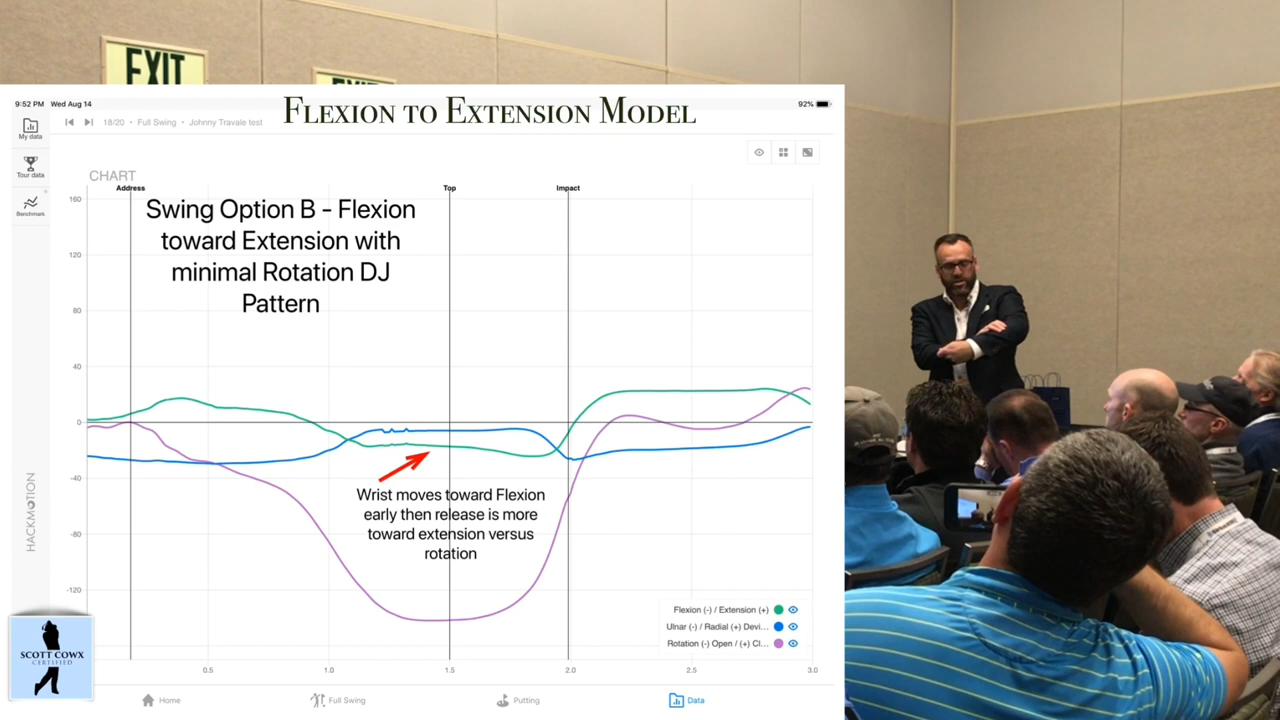 EXIT
EXIT
9:52 PM Wed Aug 14
FLEXION TO EXTENSION MODEL
92%
18/20 • Full Swing • Johnny Travale test
My data
Tour data
Benchmark
CHART
Address
Top
Impact
Swing Option B - Flexion
toward Extension with
minimal Rotation DJ
Pattern
160
120
80
40
0
-40
-80
-120
Wrist moves toward Flexion
early then release is more
toward extension versus
rotation
HACKMOTION
Flexion (-) / Extension (+)
Ulnar (-) / Radial (+) Devi...
Rotation (-) Open / (+) Cl...
0.5 1.0 1.5 2.0 2.5 3.0
SCOTT COWX
CERTIFIED
Home
Full Swing
Putting
Data